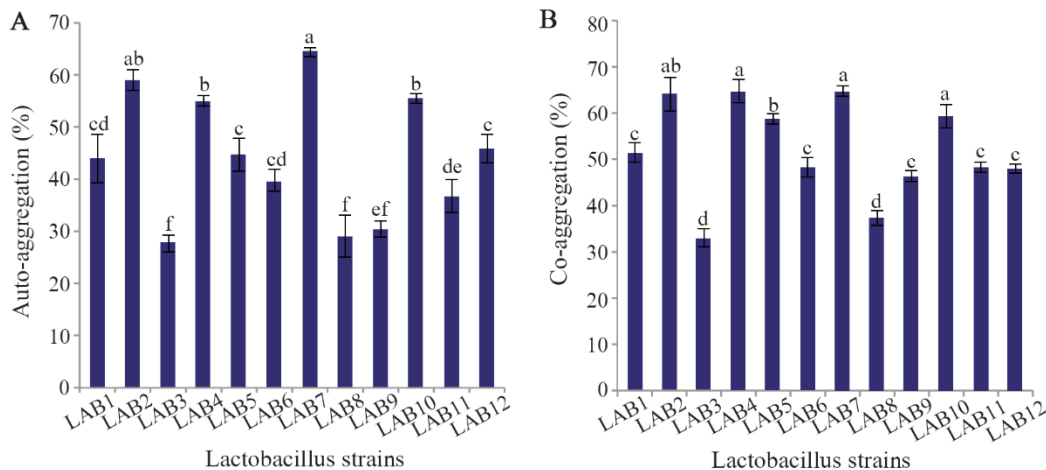 A
Auto-aggregation (%)
70
60
50
40
30
20
10
0
cd
ab
f
b
c
cd
a
f
ef
b
de
c
LAB1
LAB2
LAB3
LAB4
LAB5
LAB6
LAB7
LAB8
LAB9
LAB10
LAB11
LAB12
Lactobacillus strains
B
Co-aggregation (%)
80
70
60
50
40
30
20
10
0
c
ab
d
a
b
c
a
d
c
a
c
c
LAB1
LAB2
LAB3
LAB4
LAB5
LAB6
LAB7
LAB8
LAB9
LAB10
LAB11
LAB12
Lactobacillus strains